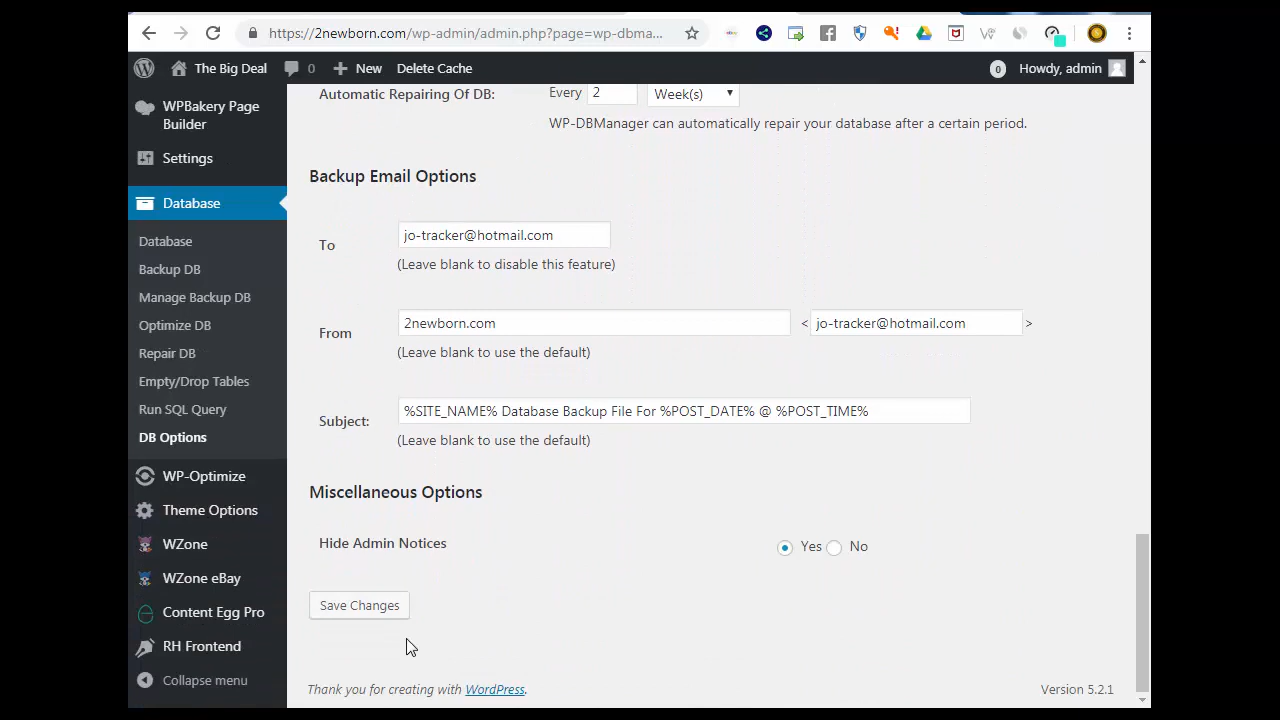 https://2newborn.com/wp-admin/admin.php?page=wp-dbma...
The Big Deal 0 New Delete Cache 0 Howdy, admin
WPBakery Page
Builder
Settings
Database
Database
Backup DB
Manage Backup DB
Optimize DB
Repair DB
Empty/Drop Tables
Run SQL Query
DB Options
WP-Optimize
Theme Options
WZone
WZone eBay
Content Egg Pro
RH Frontend
Collapse menu
Automatic Repairing Of DB: Every 2 Week(s)
WP-DBManager can automatically repair your database after a certain period.
Backup Email Options
To jo-tracker@hotmail.com
(Leave blank to disable this feature)
From 2newborn.com < jo-tracker@hotmail.com >
(Leave blank to use the default)
Subject: %SITE_NAME% Database Backup File For %POST_DATE% @ %POST_TIME%
(Leave blank to use the default)
Miscellaneous Options
Hide Admin Notices Yes No
Save Changes
Thank you for creating with WordPress. Version 5.2.1